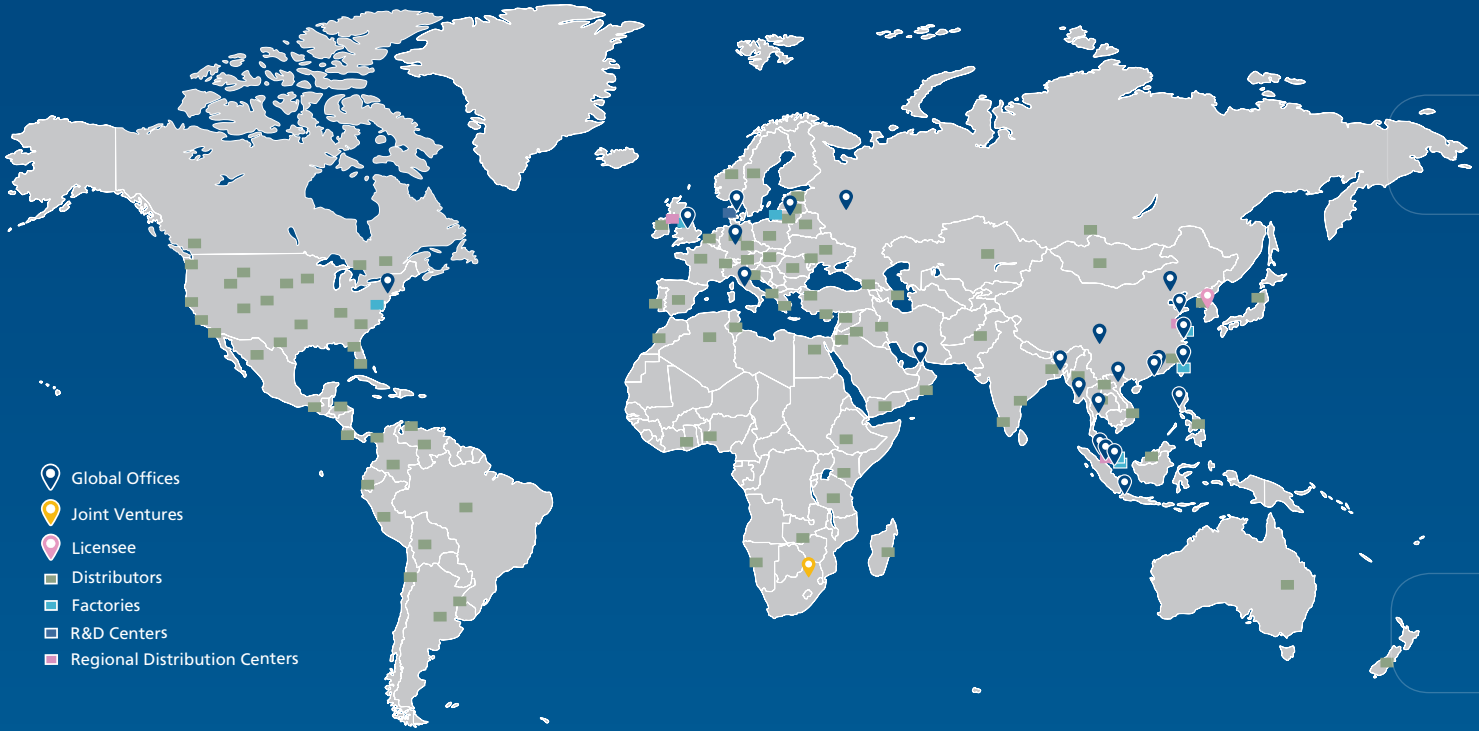 Global Offices
Joint Ventures
Licensee
Distributors
Factories
R&D Centers
Regional Distribution Centers